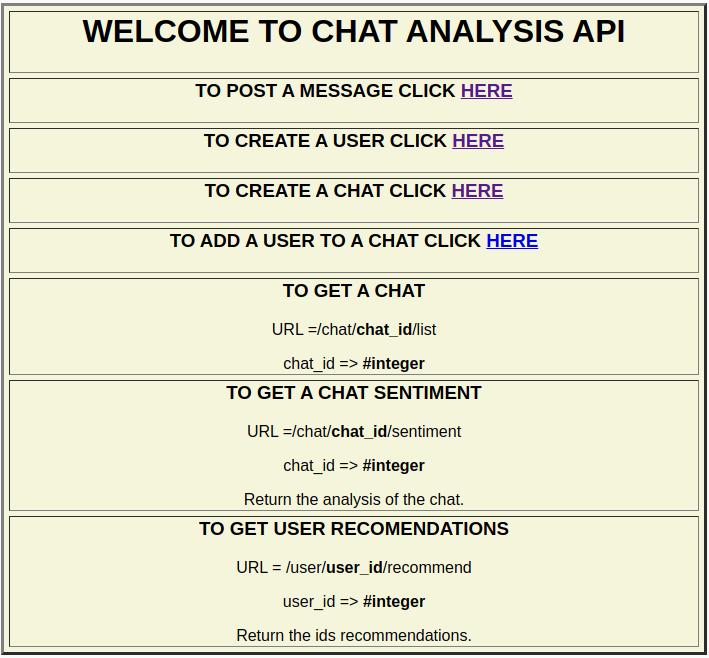 WELCOME TO CHAT ANALYSIS API
TO POST A MESSAGE CLICK HERE
TO CREATE A USER CLICK HERE
TO CREATE A CHAT CLICK HERE
TO ADD A USER TO A CHAT CLICK HERE
TO GET A CHAT
URL =/chat/chat_id/list
chat_id => #integer
TO GET A CHAT SENTIMENT
URL =/chat/chat_id/sentiment
chat_id => #integer
Return the analysis of the chat.
TO GET USER RECOMENDATIONS
URL = /user/user_id/recommend
user_id => #integer
Return the ids recommendations.